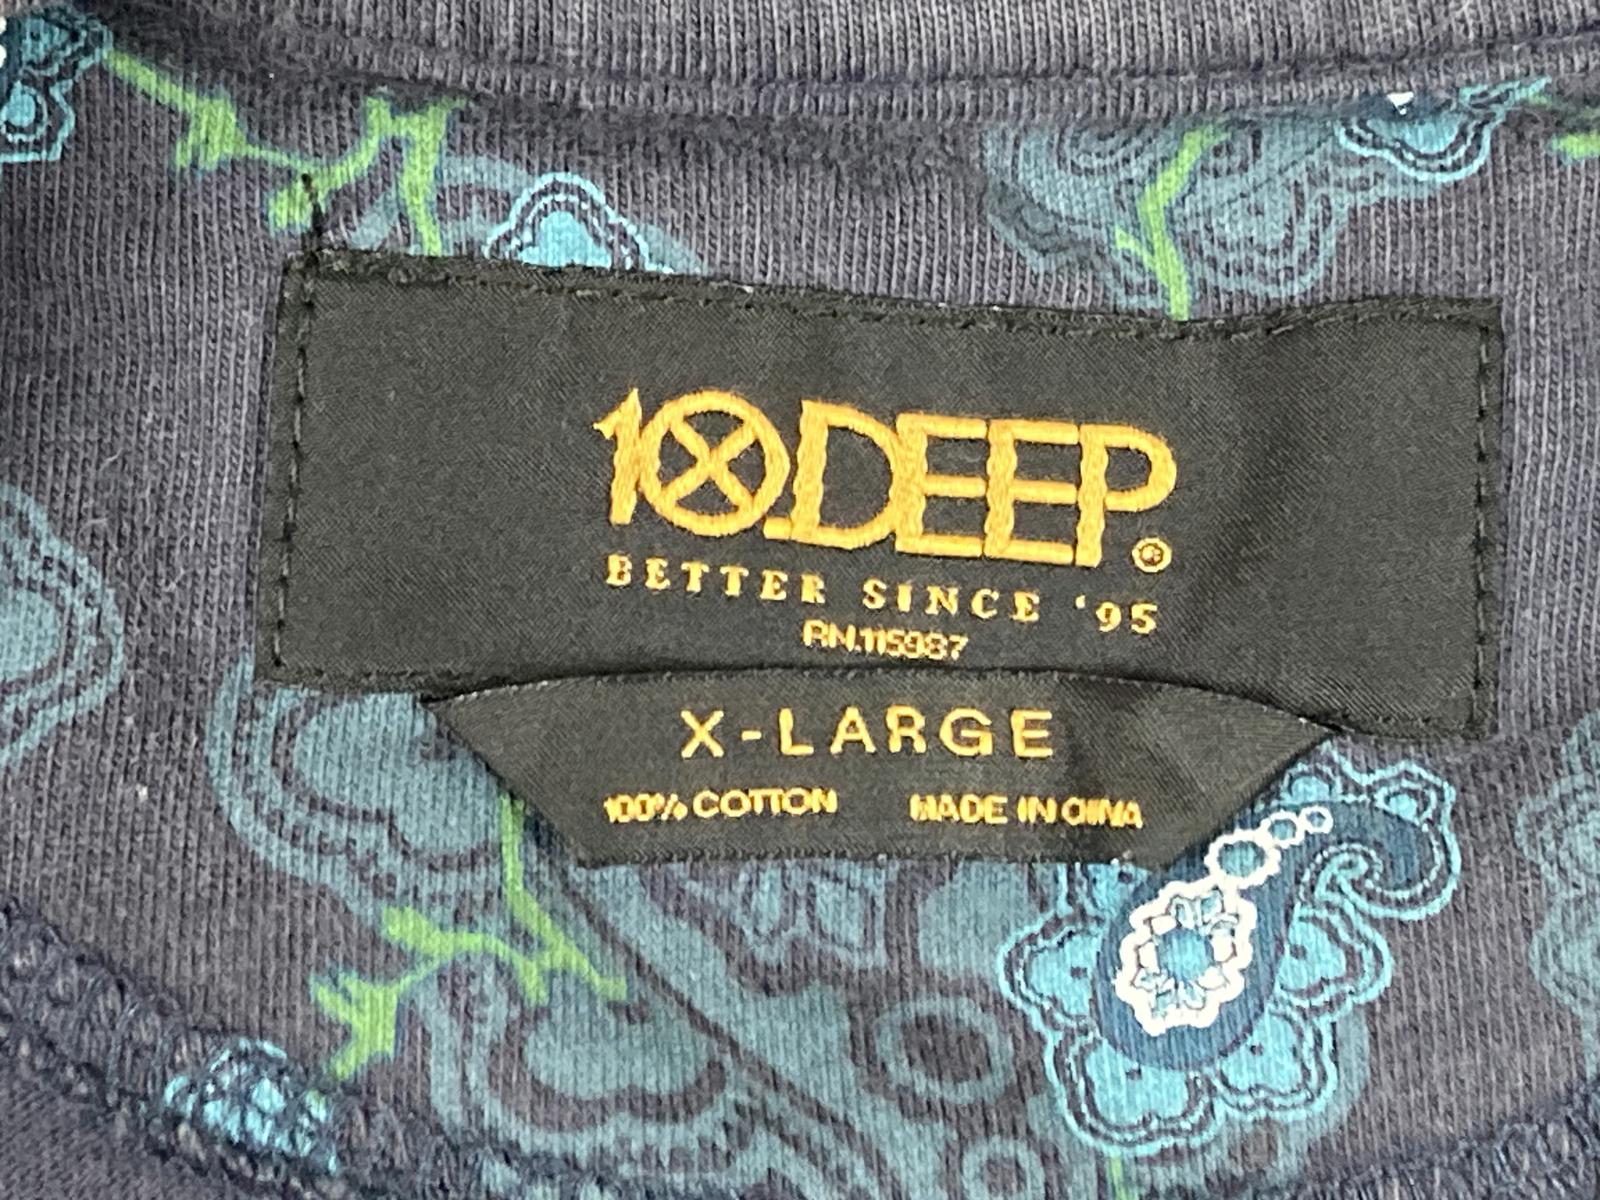 10.DEEP®
BETTER SINCE '95
RN.115987
X-LARGE
100% COTTON MADE IN CHINA